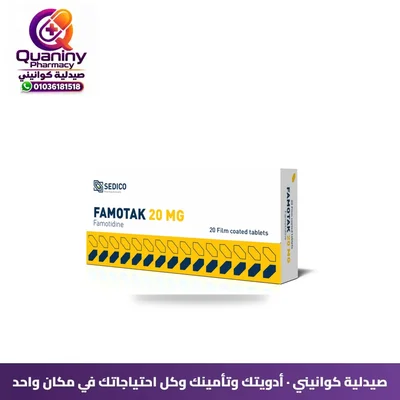 Quaniny
Pharmacy
صيدلية كوانيني
01036181518
SEDICO
FAMOTAK 20 MG
Famotidine
20 Film coated tablets
FAMOTAK 20 MG
صيدلية كوانيني - أدويتك وتأمينك وكل احتياجاتك في مكان واحد